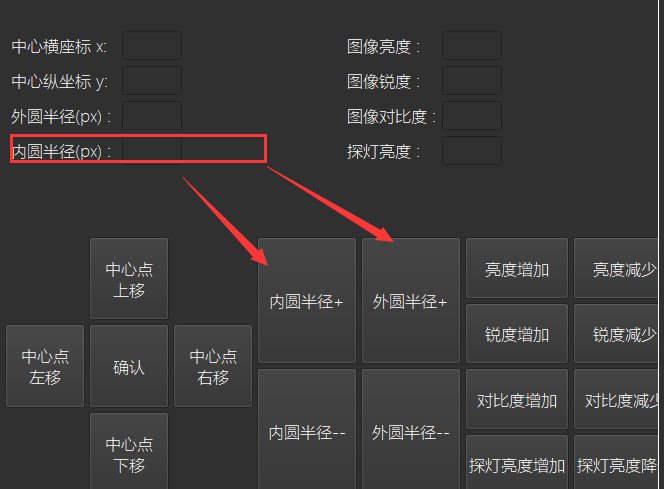 中心横座标 x:
图像亮度 :
中心纵坐标 y:
图像锐度 :
外圆半径(px) :
图像对比度 :
内圆半径(px) :
探灯亮度 :
中心点
上移
内圆半径+
外圆半径+
亮度增加
亮度减少
中心点
左移
确认
中心点
右移
锐度增加
锐度减少
内圆半径--
外圆半径--
对比度增加
对比度减少
中心点
下移
探灯亮度增加
探灯亮度降